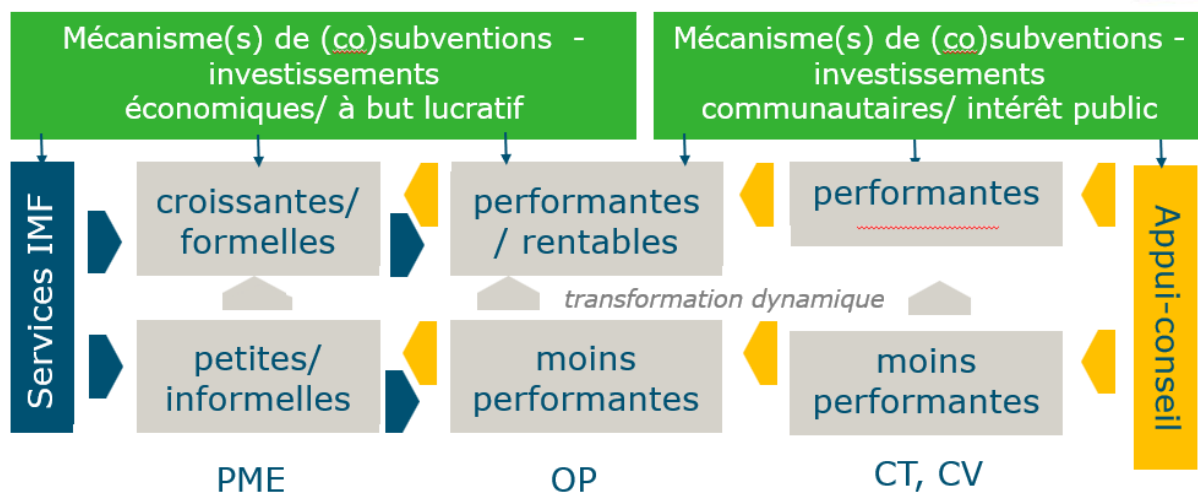 Mécanisme(s) de (co)subventions -
investissements
économiques/ à but lucratif
Mécanisme(s) de (co)subventions -
investissements
communautaires/ intérêt public
Services IMF
croissantes/
formelles
performantes
/ rentables
performantes
Appui-conseil
transformation dynamique
petites/
informelles
moins
performantes
moins
performantes
PME
OP
CT, CV